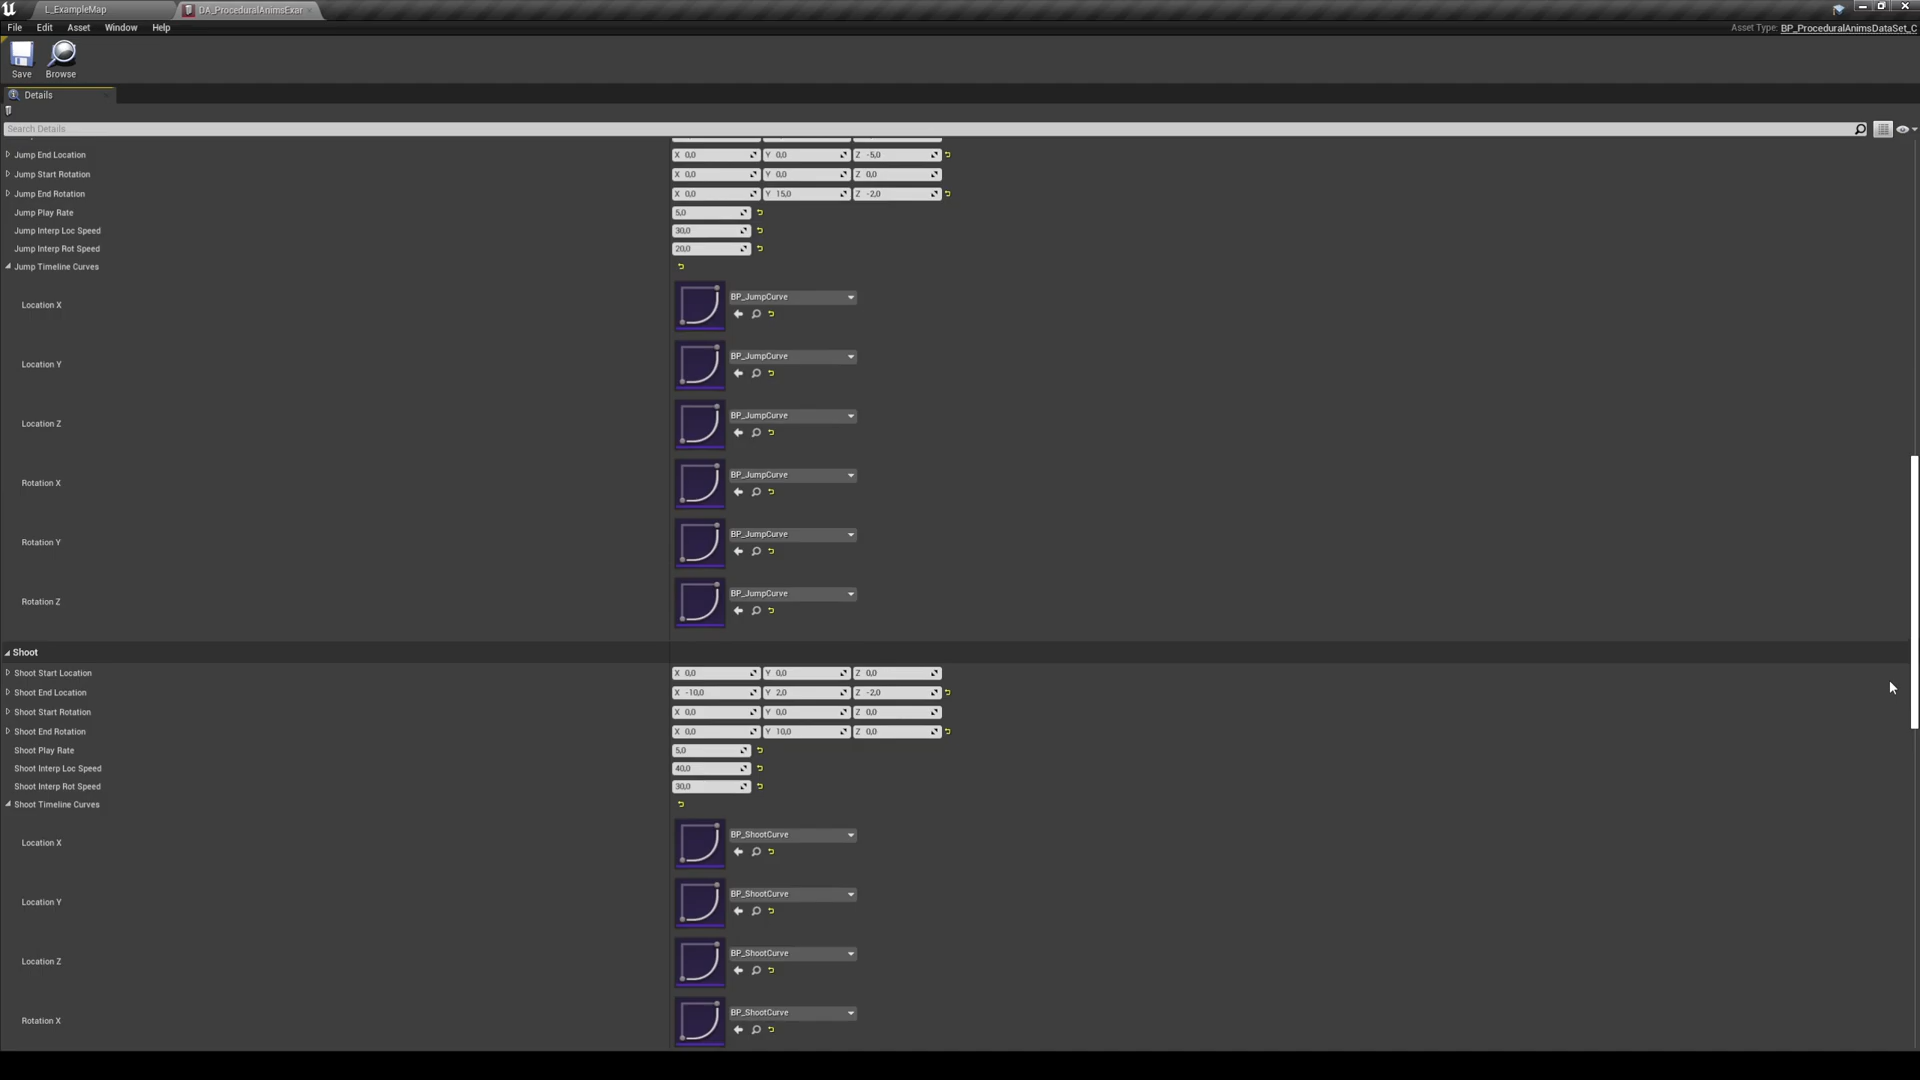 L_ExampleMap
DA_ProceduralAnimsExar
File Edit Asset Window Help
Asset Type: BP_ProceduralAnimsDataSet_C
Save Browse
Details
Search Details
Jump End Location X 0,0 Y 0,0 Z -5,0
Jump Start Rotation X 0,0 Y 0,0 Z 0,0
Jump End Rotation X 0,0 Y 15,0 Z -2,0
Jump Play Rate 5,0
Jump Interp Loc Speed 30,0
Jump Interp Rot Speed 20,0
Jump Timeline Curves
Location X BP_JumpCurve
Location Y BP_JumpCurve
Location Z BP_JumpCurve
Rotation X BP_JumpCurve
Rotation Y BP_JumpCurve
Rotation Z BP_JumpCurve
Shoot
Shoot Start Location X 0,0 Y 0,0 Z 0,0
Shoot End Location X -10,0 Y 2,0 Z -2,0
Shoot Start Rotation X 0,0 Y 0,0 Z 0,0
Shoot End Rotation X 0,0 Y 10,0 Z 0,0
Shoot Play Rate 5,0
Shoot Interp Loc Speed 40,0
Shoot Interp Rot Speed 30,0
Shoot Timeline Curves
Location X BP_ShootCurve
Location Y BP_ShootCurve
Location Z BP_ShootCurve
Rotation X BP_ShootCurve